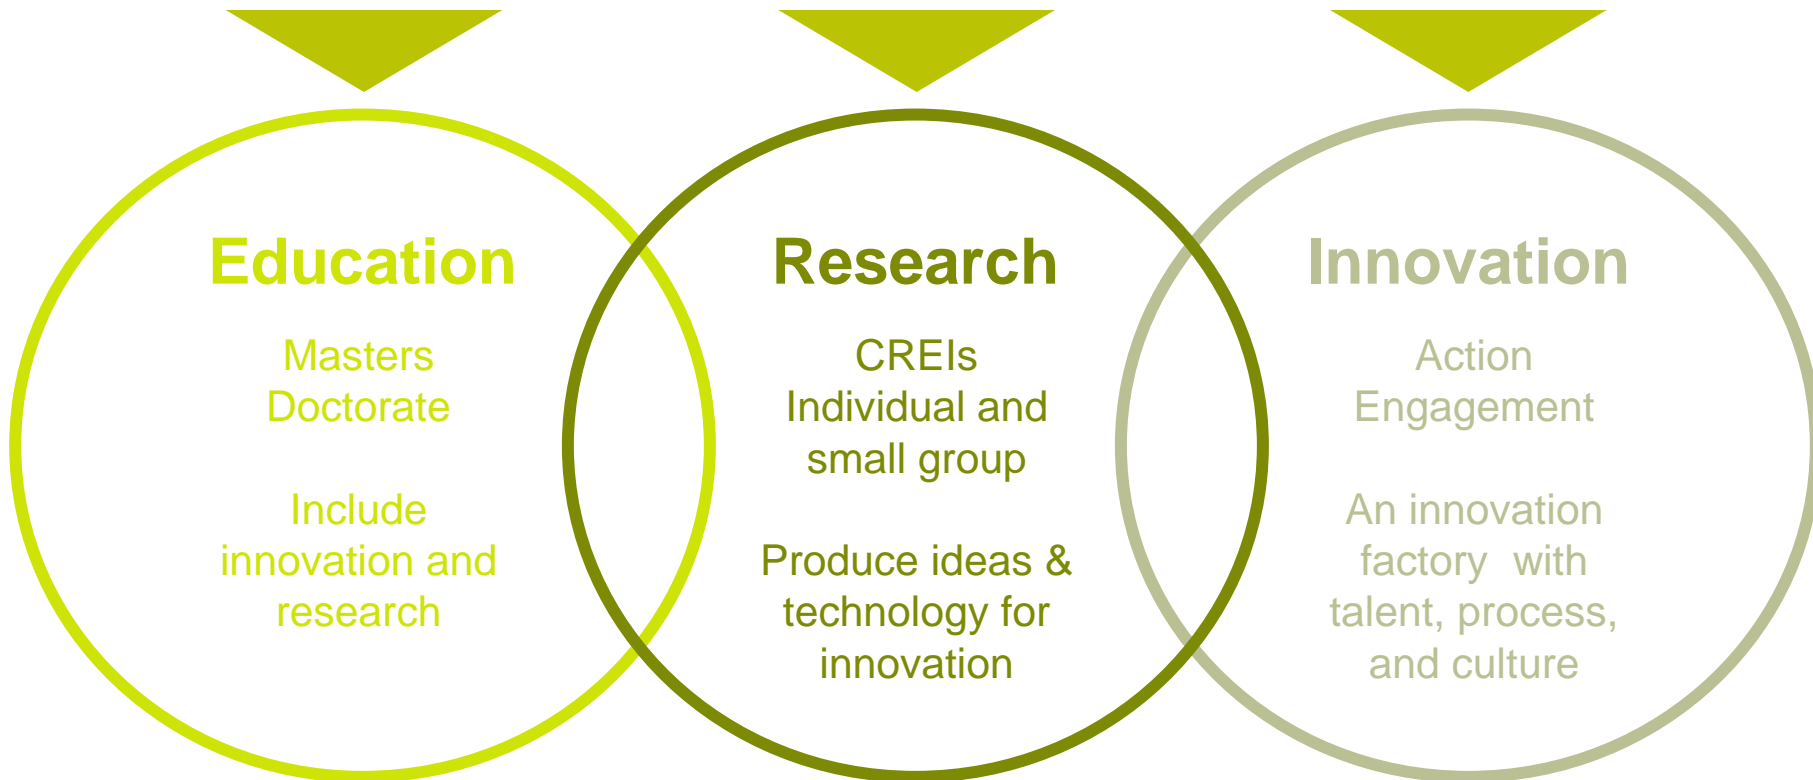 Education
Masters
Doctorate
Include
innovation and
research
Research
CREIs
Individual and
small group
Produce ideas &
technology for
innovation
Innovation
Action
Engagement
An innovation
factory  with
talent, process,
and culture